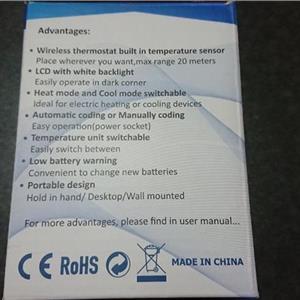 Advantages:
• Wireless thermostat built in temperature sensor
Place wherever you want,max range 20 meters
• LCD with white backlight
Easily operate in dark corner
• Heat mode and Cool mode switchable
Ideal for electric heating or cooling devices
• Automatic coding or Manually coding
Easy operation(power socket)
• Temperature unit switchable
Easily switch between
• Low battery warning
Convenient to change new batteries
• Portable design
Hold in hand/ Desktop/Wall mounted
For more advantages, please find in user manual...
CE RoHS MADE IN CHINA